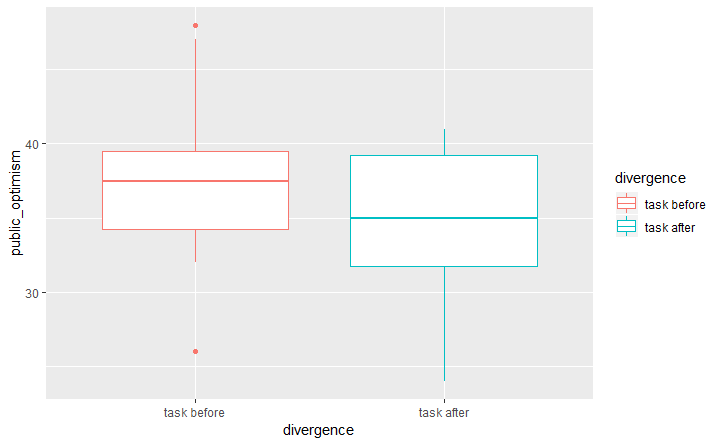 public_optimism
40
30
task before
task after
divergence
divergence
task before
task after